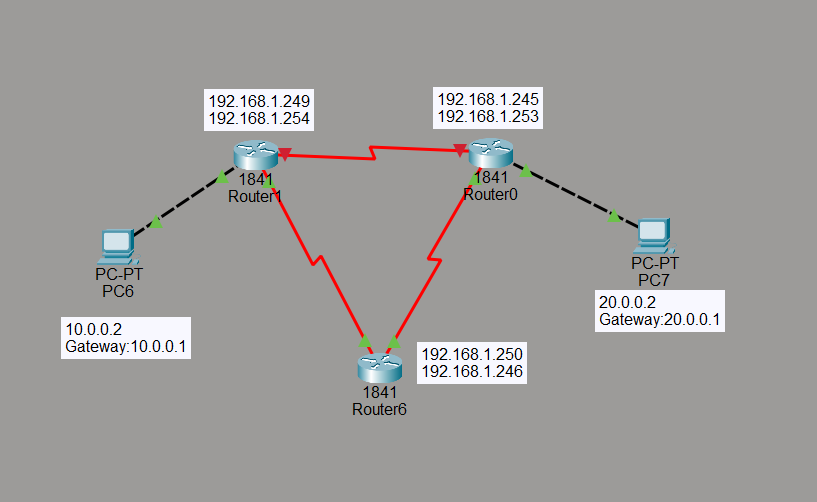 192.168.1.249
192.168.1.254
192.168.1.245
192.168.1.253
1841
Router1
1841
Router0
PC-PT
PC6
PC-PT
PC7
10.0.0.2
Gateway:10.0.0.1
20.0.0.2
Gateway:20.0.0.1
192.168.1.250
192.168.1.246
1841
Router6